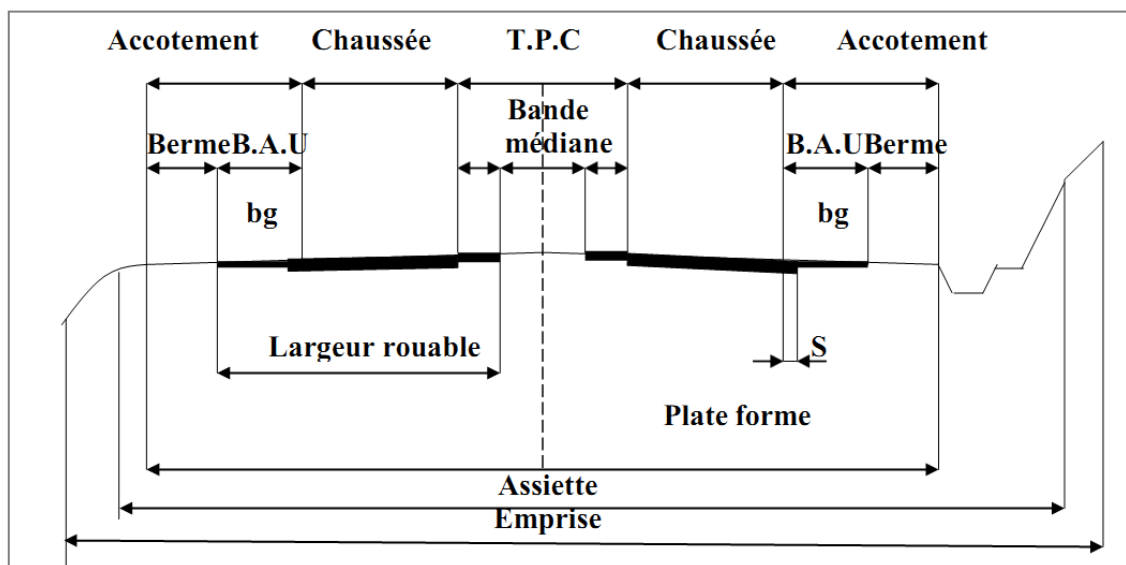 Accotement Chaussée T.P.C Chaussée Accotement
Bande
BermeB.A.U médiane B.A.UBerme
bg bg
Largeur rouable S
Plate forme
Assiette
Emprise